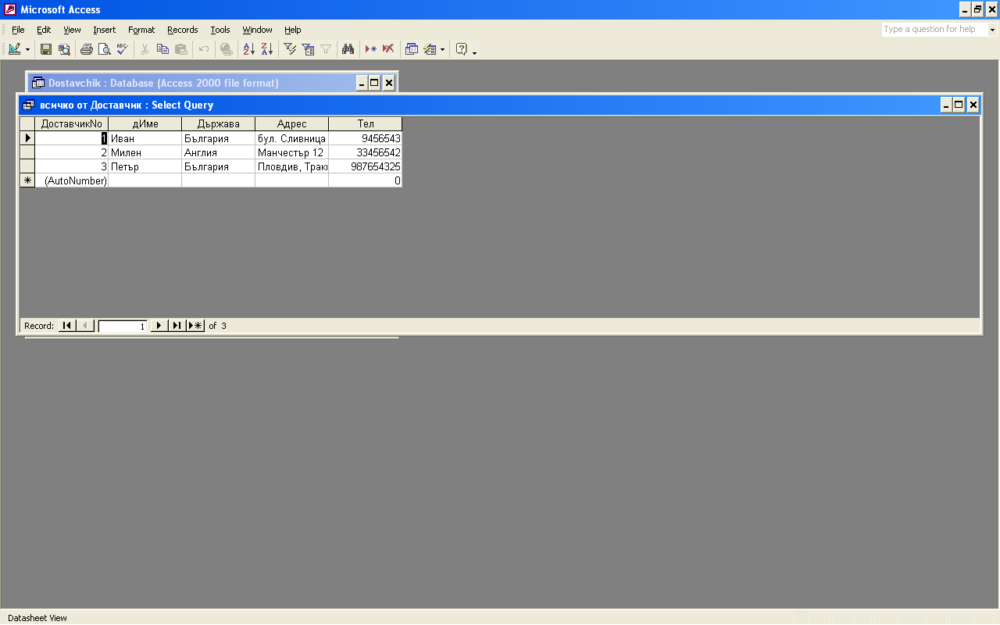 Microsoft Access
File Edit View Insert Format Records Tools Window Help Type a question for help
Dostavchik : Database (Access 2000 file format)
всичко от Доставчик : Select Query
ДоставчикNo дИме Държава Адрес Тел
1 Иван България бул. Сливница 9456543
2 Милен Англия Манчестър 12 33456542
3 Петър България Пловдив, Траки 987654325
(AutoNumber) 0
Record: 1 of 3
Datasheet View